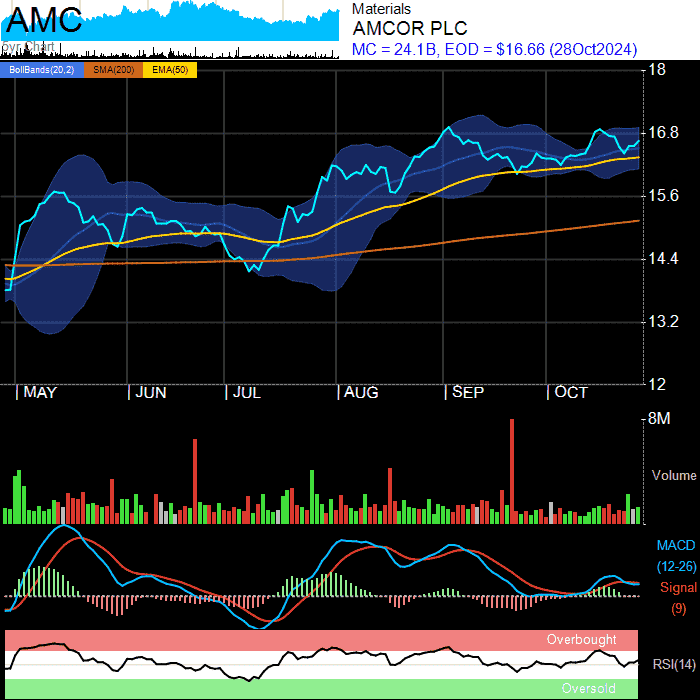 AMC
Materials
AMCOR PLC
MC = 24.1B, EOD = $16.66 (28Oct2024)
5yr Chart
BollBands(20,2) SMA(200) EMA(50)
18
16.8
15.6
14.4
13.2
12
MAY JUN JUL AUG SEP OCT
8M
Volume
MACD
(12-26)
Signal
(9)
Overbought
RSI(14)
Oversold